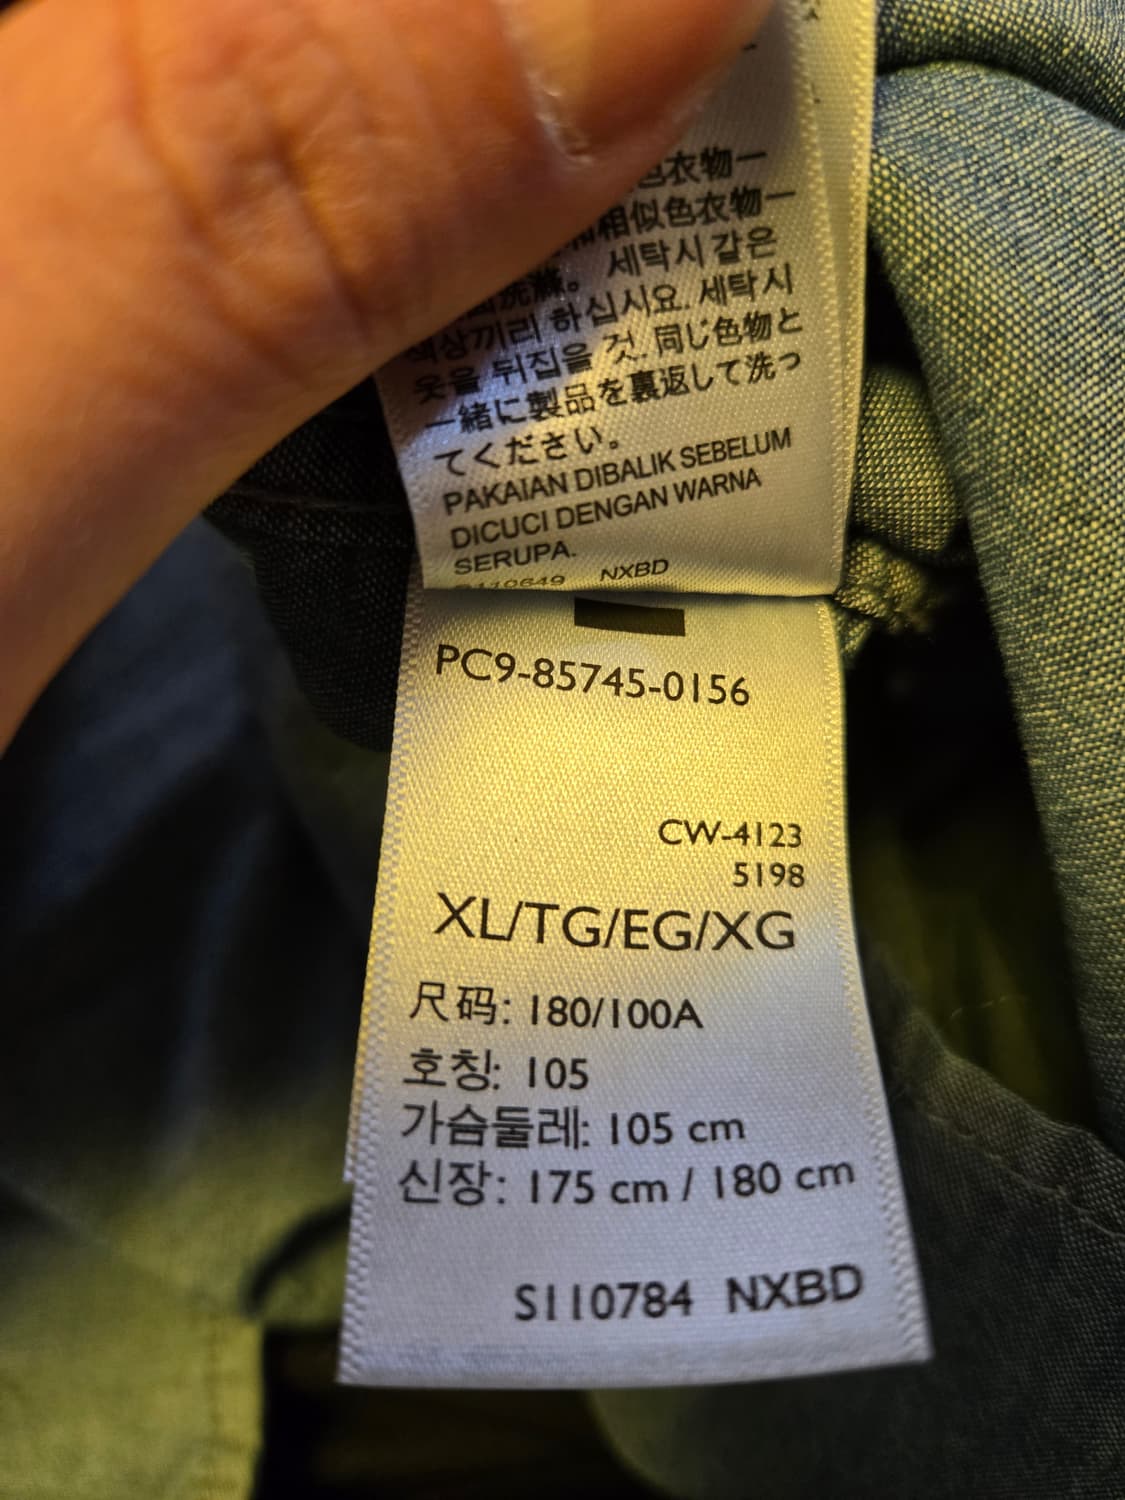 色衣物一
和相似色衣物一
起洗滌。 세탁시 같은
색상끼리 하십시요. 세탁시
옷을 뒤집을 것. 同じ色物と
一緒に製品を裏返して洗っ
てください。
PAKAIAN DIBALIK SEBELUM
DICUCI DENGAN WARNA
SERUPA.
NXBD
PC9-85745-0156
CW-4123
5198
XL/TG/EG/XG
尺码: 180/100A
호칭: 105
가슴둘레: 105 cm
신장: 175 cm / 180 cm
S110784 NXBD